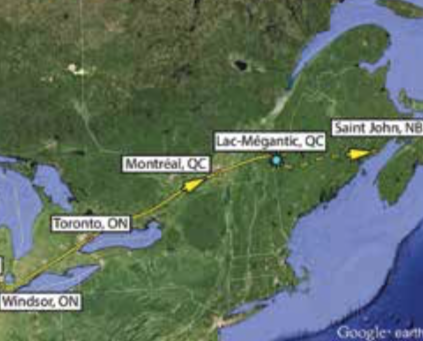 Saint John, NB
Lac-Mégantic, QC
Montréal, QC
Toronto, ON
Windsor, ON
Google earth